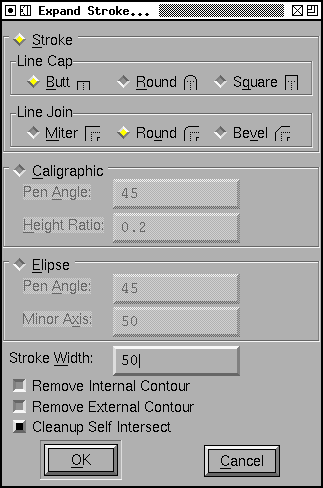 Expand Stroke...
Stroke
Line Cap
Butt Round Square
Line Join
Miter Round Bevel
Caligraphic
Pen Angle: 45
Height Ratio: 0.2
Elipse
Pen Angle: 45
Minor Axis: 50
Stroke Width: 50
Remove Internal Contour
Remove External Contour
Cleanup Self Intersect
OK Cancel